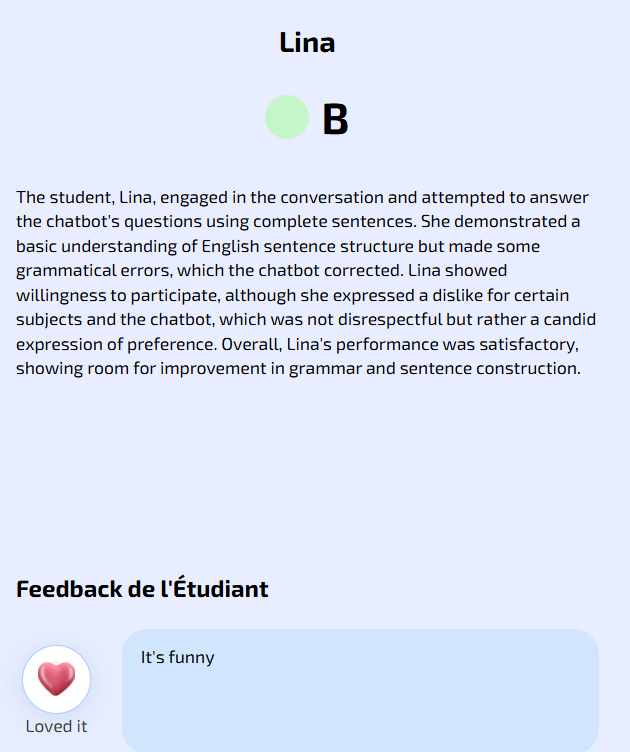 Lina
B
The student, Lina, engaged in the conversation and attempted to answer
the chatbot's questions using complete sentences. She demonstrated a
basic understanding of English sentence structure but made some
grammatical errors, which the chatbot corrected. Lina showed
willingness to participate, although she expressed a dislike for certain
subjects and the chatbot, which was not disrespectful but rather a candid
expression of preference. Overall, Lina's performance was satisfactory,
showing room for improvement in grammar and sentence construction.
Feedback de l'Étudiant
It's funny
Loved it